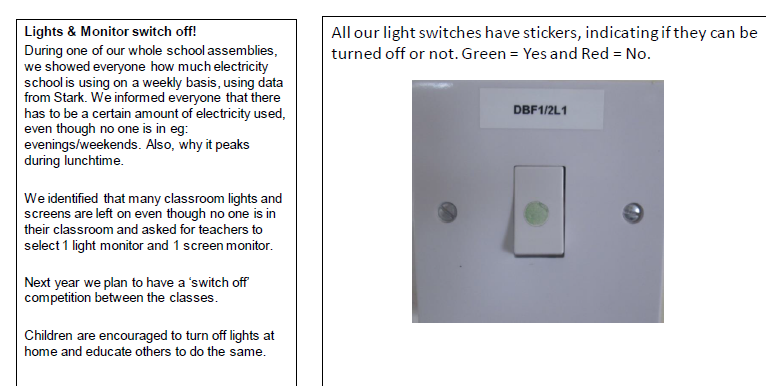 Lights & Monitor switch off!
During one of our whole school assemblies,
we showed everyone how much electricity
school is using on a weekly basis, using data
from Stark. We informed everyone that there
has to be a certain amount of electricity used,
even though no one is in eg:
evenings/weekends. Also, why it peaks
during lunchtime.
We identified that many classroom lights and
screens are left on even though no one is in
their classroom and asked for teachers to
select 1 light monitor and 1 screen monitor.
Next year we plan to have a ‘switch off’
competition between the classes.
Children are encouraged to turn off lights at
home and educate others to do the same.
All our light switches have stickers, indicating if they can be
turned off or not. Green = Yes and Red = No.
DBF1/2L1